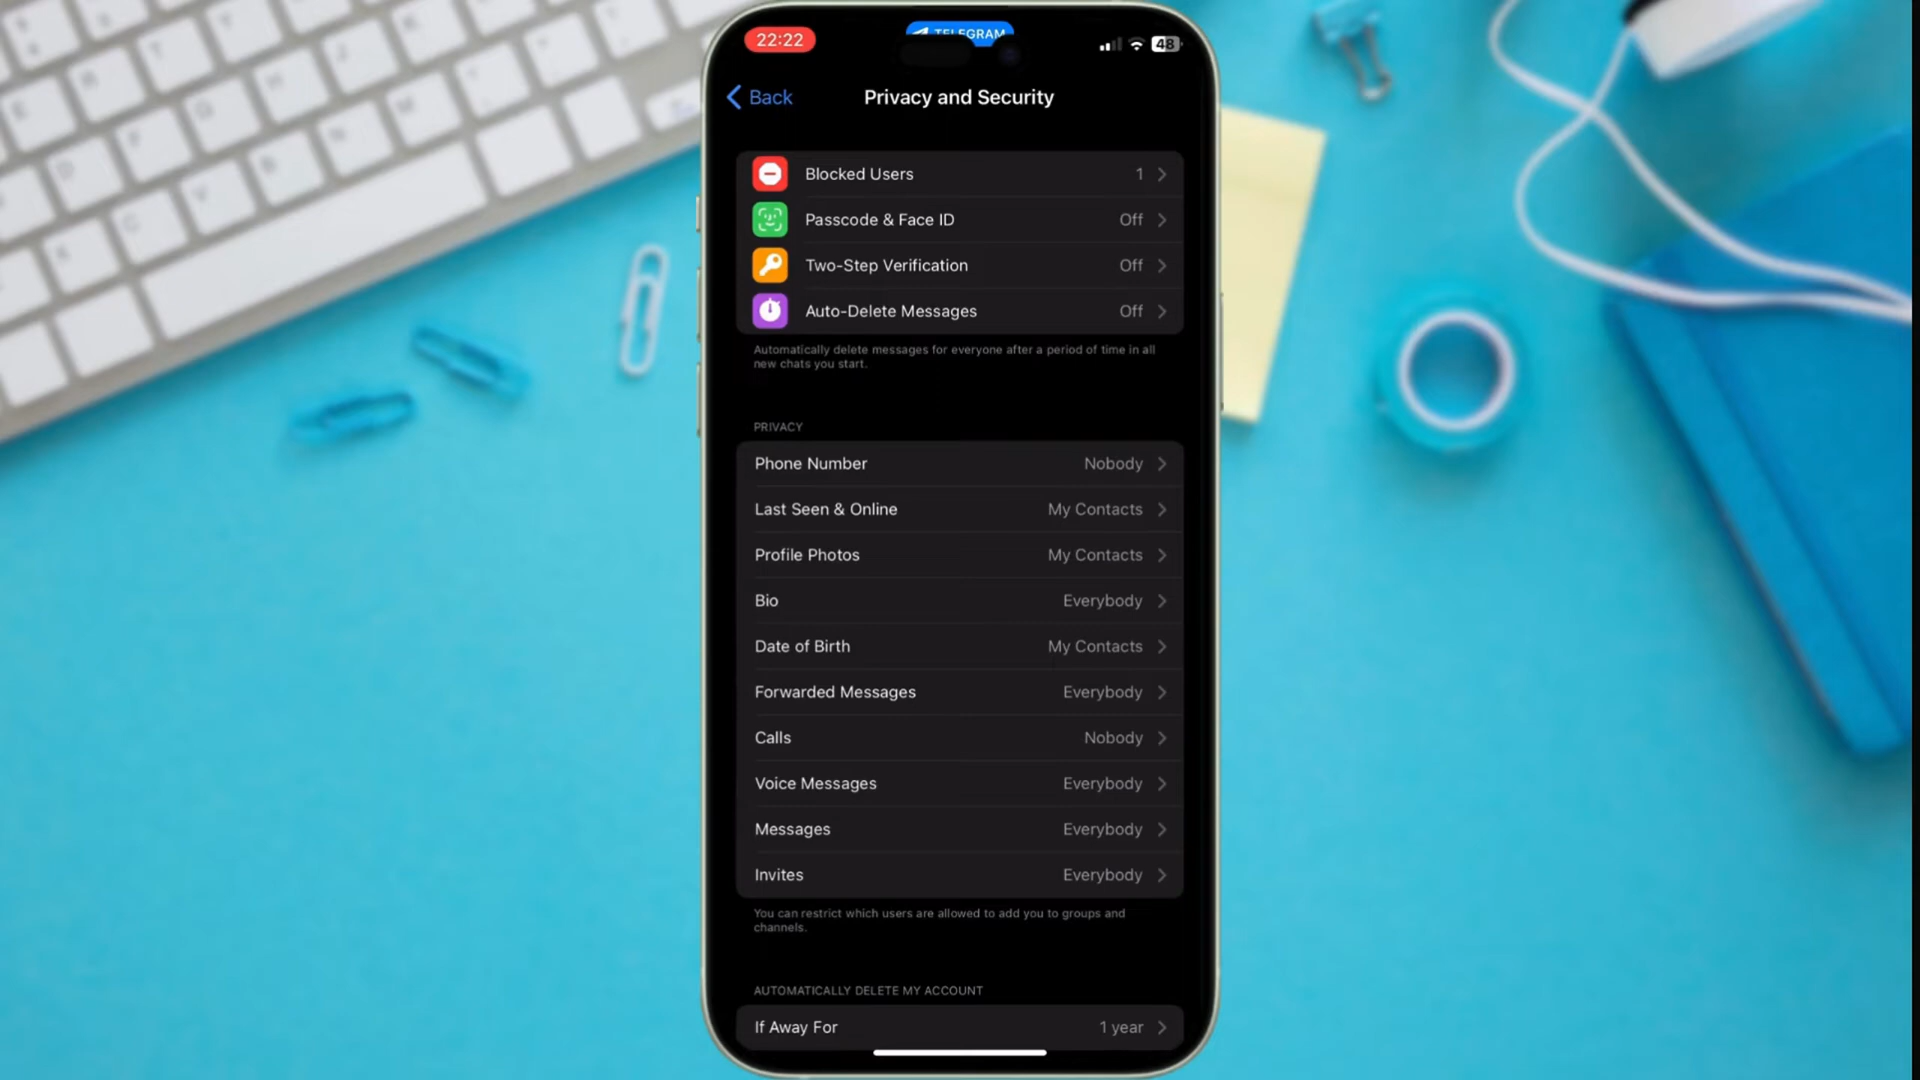 22:22
TELEGRAM
48
Back
Privacy and Security
Blocked Users 1
Passcode & Face ID Off
Two-Step Verification Off
Auto-Delete Messages Off
Automatically delete messages for everyone after a period of time in all
new chats you start.
PRIVACY
Phone Number Nobody
Last Seen & Online My Contacts
Profile Photos My Contacts
Bio Everybody
Date of Birth My Contacts
Forwarded Messages Everybody
Calls Nobody
Voice Messages Everybody
Messages Everybody
Invites Everybody
You can restrict which users are allowed to add you to groups and
channels.
AUTOMATICALLY DELETE MY ACCOUNT
If Away For 1 year